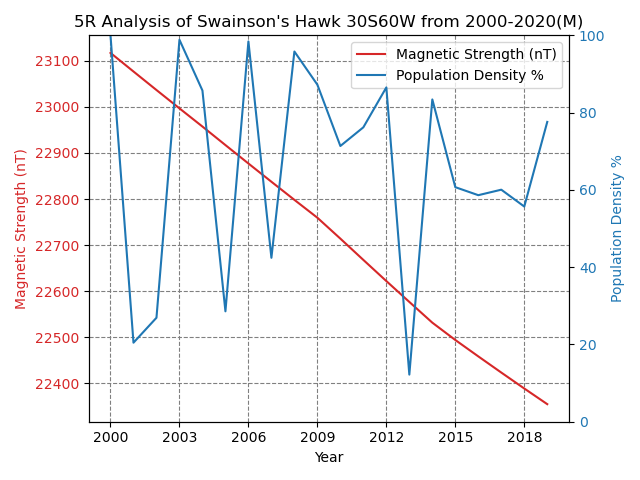 5R Analysis of Swainson's Hawk 30S60W from 2000-2020(M)
Magnetic Strength (nT)
Population Density %
23100
23000
22900
22800
22700
22600
22500
22400
Magnetic Strength (nT)
100
80
60
40
20
0
Population Density %
2000 2003 2006 2009 2012 2015 2018
Year